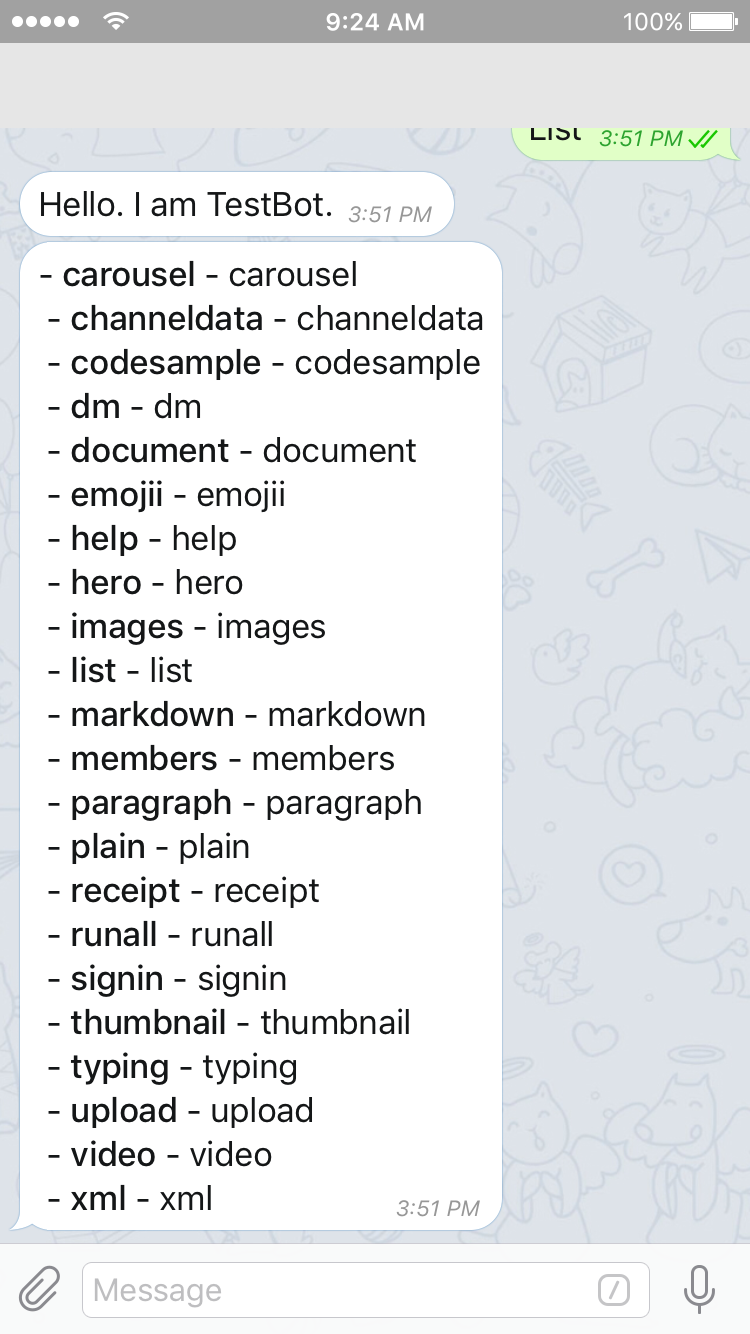 9:24 AM
100%
List 3:51 PM
Hello. I am TestBot. 3:51 PM
- carousel - carousel
- channeldata - channeldata
- codesample - codesample
- dm - dm
- document - document
- emojii - emojii
- help - help
- hero - hero
- images - images
- list - list
- markdown - markdown
- members - members
- paragraph - paragraph
- plain - plain
- receipt - receipt
- runall - runall
- signin - signin
- thumbnail - thumbnail
- typing - typing
- upload - upload
- video - video
- xml - xml
3:51 PM
Message